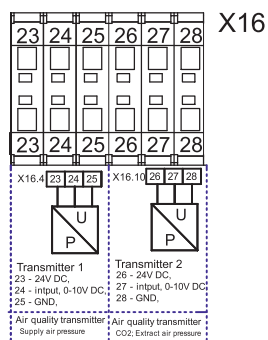 X16
23 24 25 26 27 28
23 24 25 26 27 28
X16.4 23 24 25
X16.10 26 27 28
U
P
U
P
Transmitter 1
23 - 24V DC,
24 - intput, 0-10V DC,
25 - GND,
Transmitter 2
26 - 24V DC,
27 - intput, 0-10V DC
28 - GND,
Air quality transmitter
Supply air pressure
Air quality transmitter
CO2; Extract air pressure